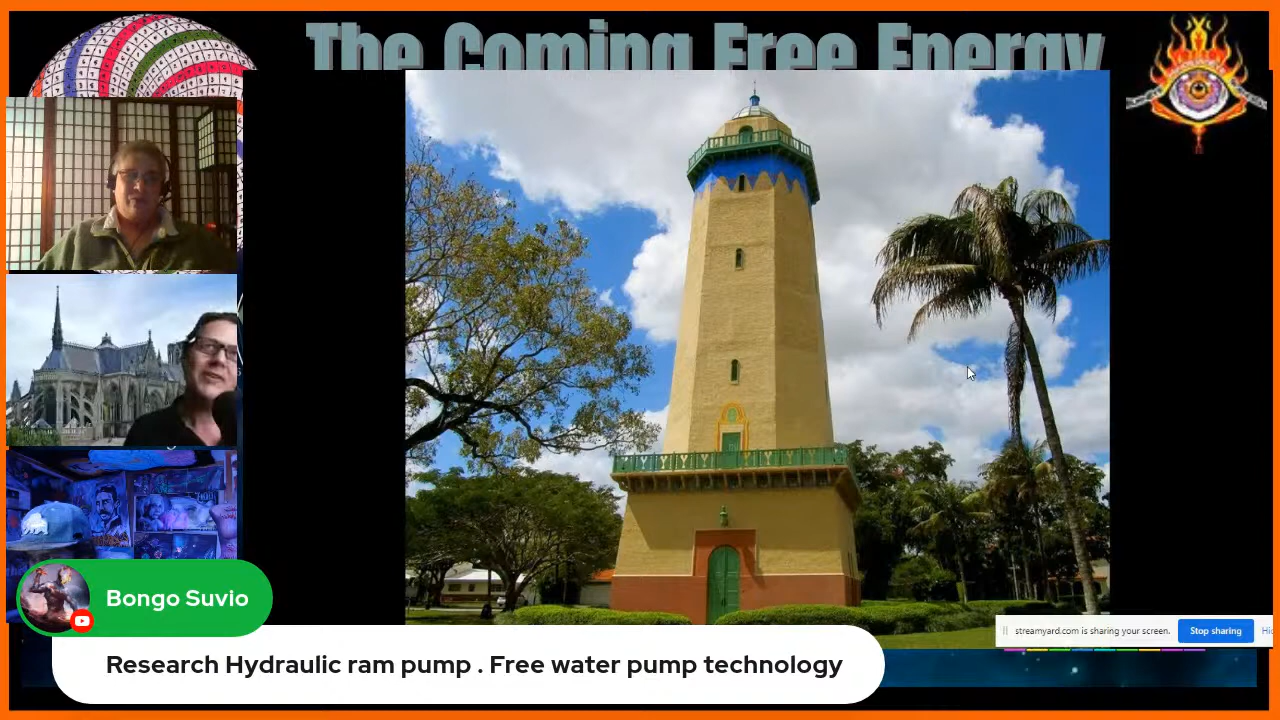 The Coming Free Energy
Bongo Suvio
streamyard.com is sharing your screen.
Stop sharing
Research Hydraulic ram pump . Free water pump technology